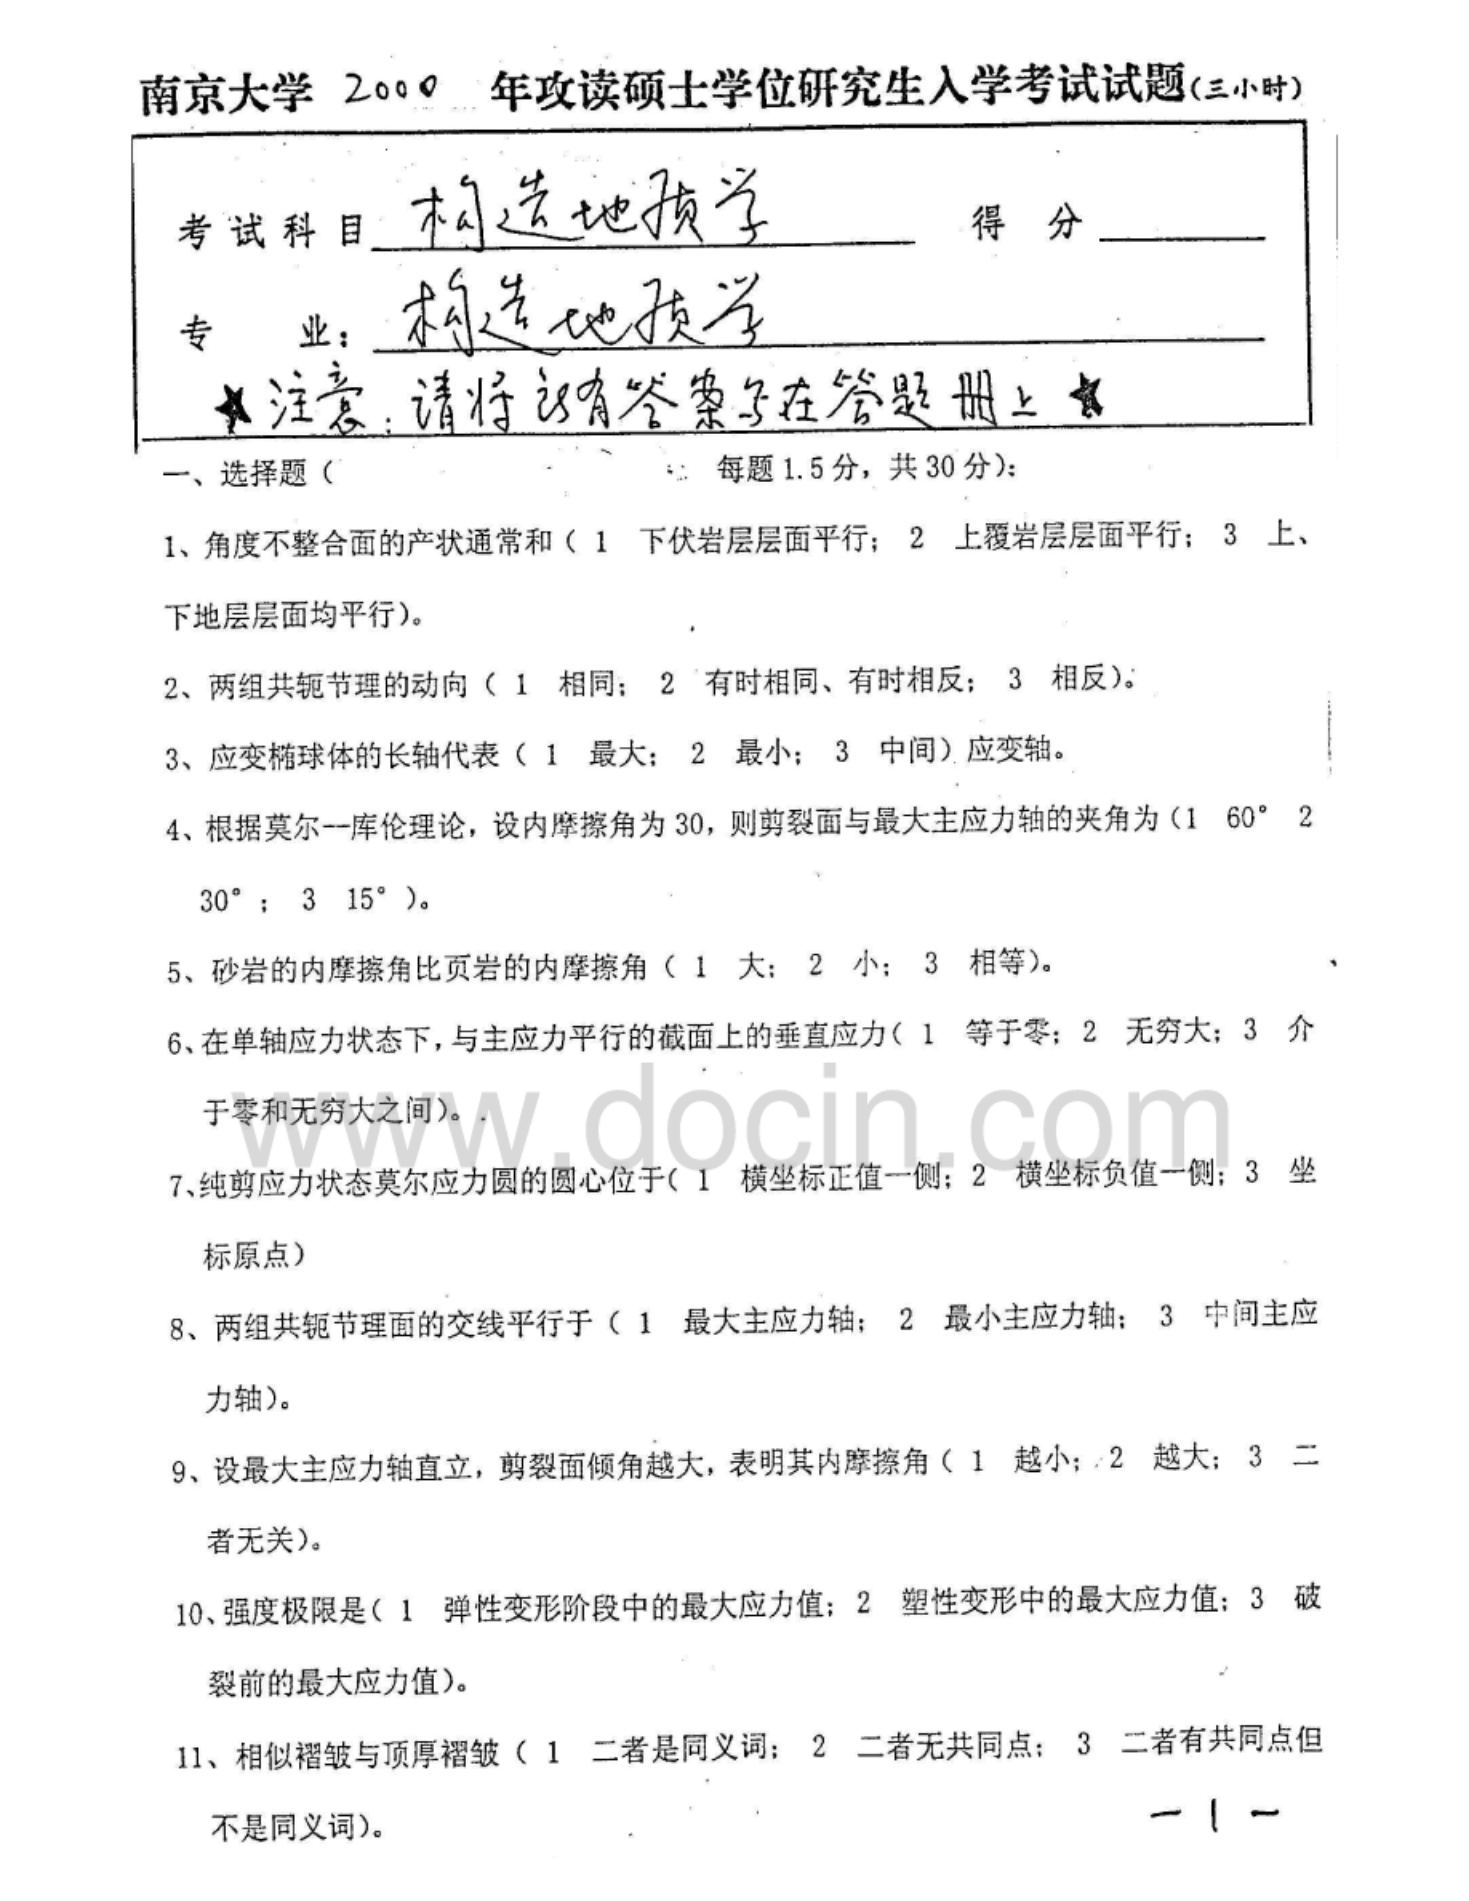 南京大学 2000 年攻读硕士学位研究生入学考试试题(三小时)
考试科目 构造地质学 得 分
专 业: 构造地质学
★注意:请将所有答案写在答题册上★
一、选择题( 每题1.5分,共30分):
1、角度不整合面的产状通常和( 1 下伏岩层层面平行; 2 上覆岩层层面平行; 3 上、
下地层层面均平行)。
2、两组共轭节理的动向( 1 相同; 2 有时相同、有时相反; 3 相反)。
3、应变椭球体的长轴代表( 1 最大; 2 最小; 3 中间)应变轴。
4、根据莫尔--库伦理论,设内摩擦角为30,则剪裂面与最大主应力轴的夹角为(1 60° 2
30°; 3 15°)。
5、砂岩的内摩擦角比页岩的内摩擦角( 1 大; 2 小; 3 相等)。
6、在单轴应力状态下,与主应力平行的截面上的垂直应力( 1 等于零; 2 无穷大; 3 介
于零和无穷大之间)。
www.docin.com
7、纯剪应力状态莫尔应力圆的圆心位于( 1 横坐标正值一侧; 2 横坐标负值一侧; 3 坐
标原点)
8、两组共轭节理面的交线平行于( 1 最大主应力轴; 2 最小主应力轴; 3 中间主应
力轴)。
9、设最大主应力轴直立,剪裂面倾角越大,表明其内摩擦角( 1 越小; 2 越大; 3 二
者无关)。
10、强度极限是( 1 弹性变形阶段中的最大应力值; 2 塑性变形中的最大应力值; 3 破
裂前的最大应力值)。
11、相似褶皱与顶厚褶皱( 1 二者是同义词; 2 二者无共同点; 3 二者有共同点但
不是同义词)。
-1-